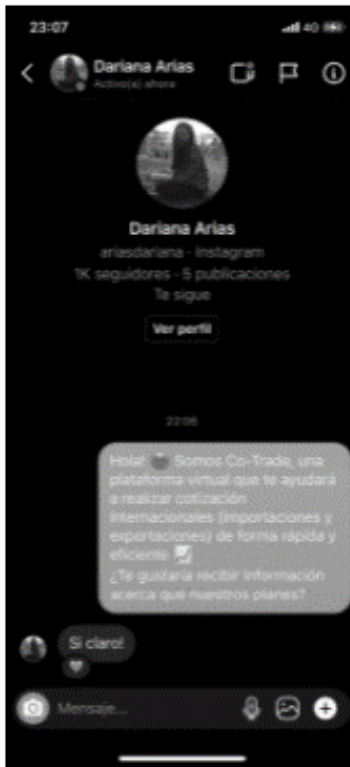 23:07
4G
Dariana Arias
Activo(a) ahora
Dariana Arias
ariasdariana - Instagram
1K seguidores - 5 publicaciones
Te sigue
Ver perfil
Hola! Somos Co-Trade, una
plataforma virtual que te ayudará
a realizar cotización
internacionales (importaciones y
exportaciones) de forma rápida y
eficiente
¿Te gustaría recibir información
acerca que nuestros planes?
Si claro!
Mensaje...